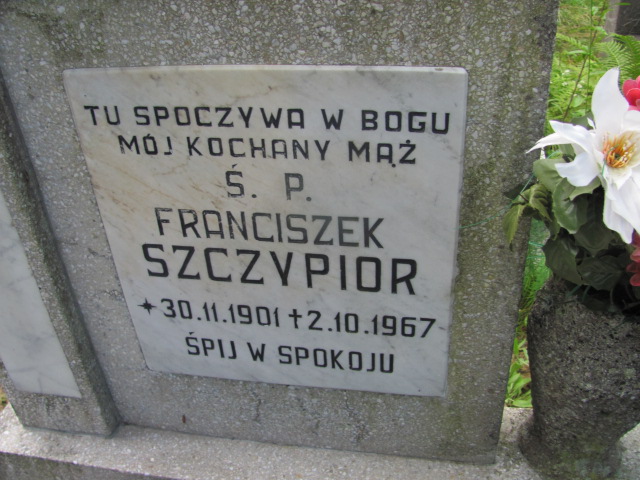 TU SPOCZYWA W BOGU
MÓJ KOCHANY MĄŻ
Ś. P.
FRANCISZEK
SZCZYPIOR
* 30.11.1901 † 2.10.1967
ŚPIJ W SPOKOJU